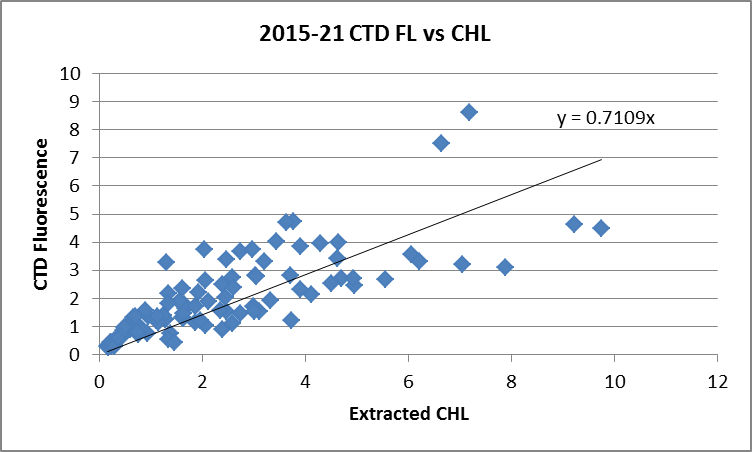 2015-21 CTD FL vs CHL
10
9
8
7
6
5
4
3
2
1
0
CTD Fluorescence
y = 0.7109x
0 2 4 6 8 10 12
Extracted CHL